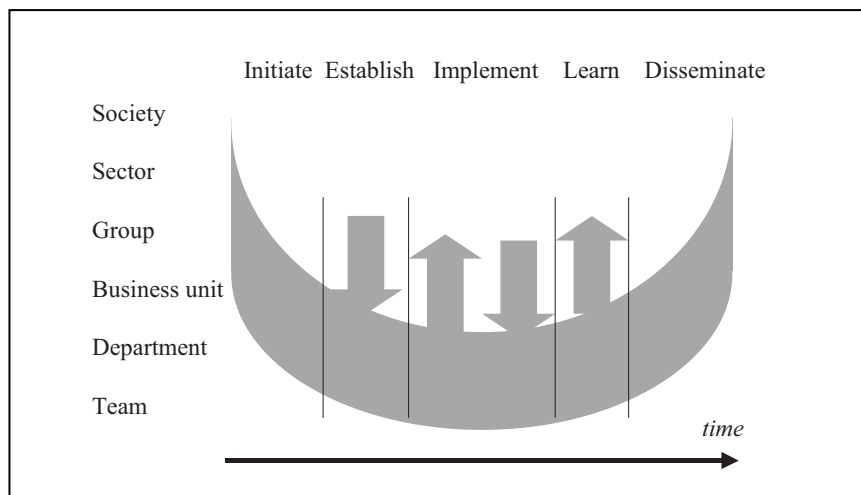 Initiate Establish Implement Learn Disseminate
Society
Sector
Group
Business unit
Department
Team
time